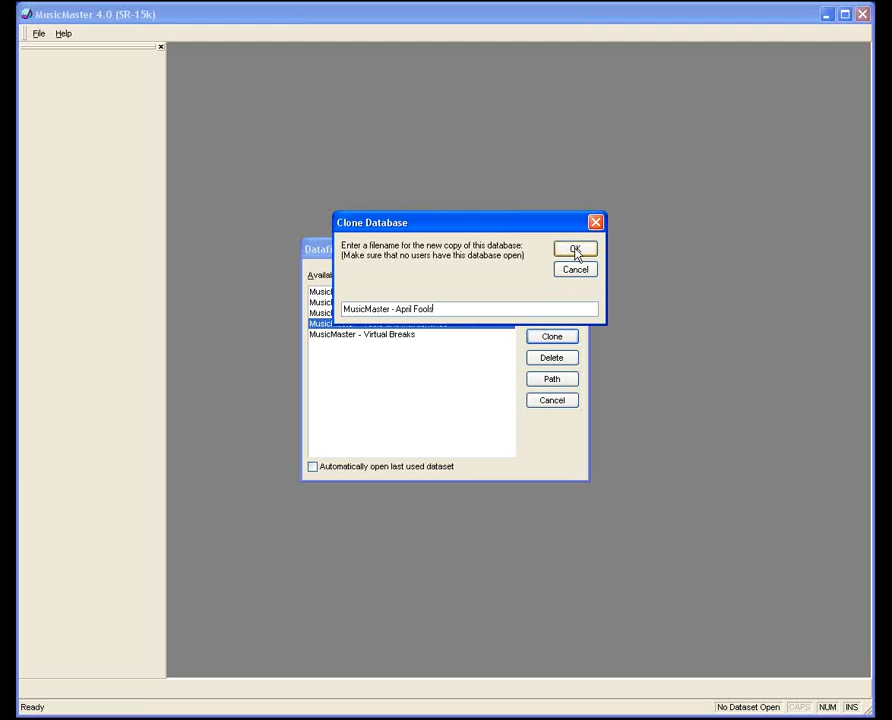 MusicMaster 4.0 (SR-15k)
File Help
Clone Database
Enter a filename for the new copy of this database:
(Make sure that no users have this database open)
OK
Cancel
MusicMaster - April Fools
MusicMaster - Virtual Breaks
Clone
Delete
Path
Cancel
Automatically open last used dataset
Ready
No Dataset Open CAPS NUM INS